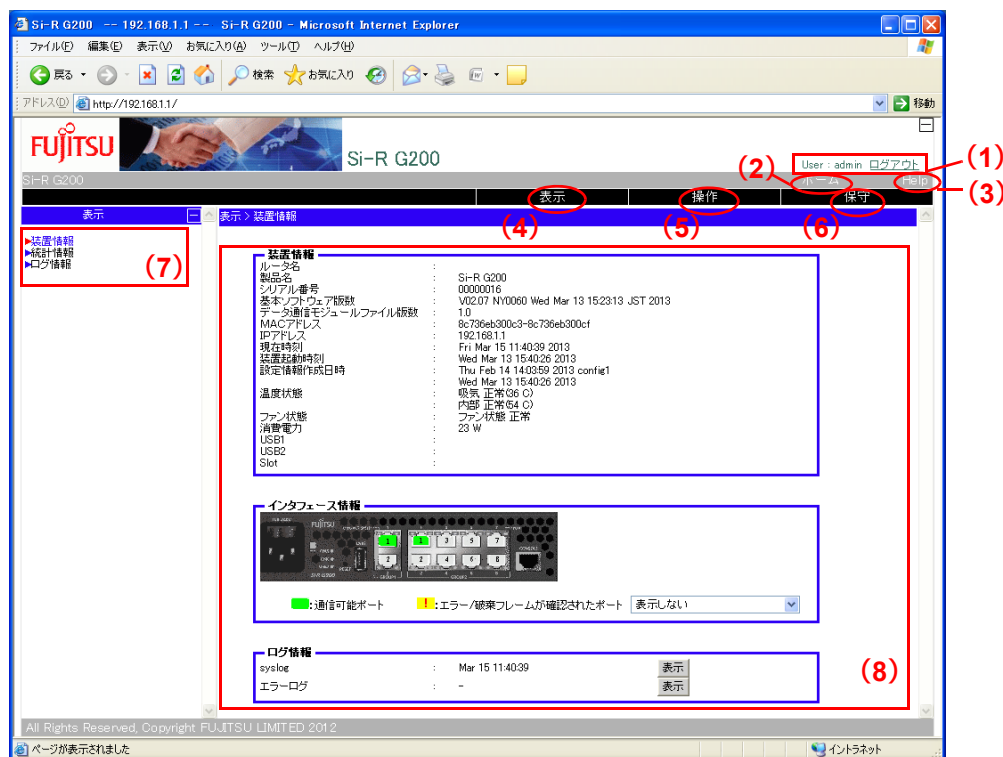 Si-R G200 -- 192.168.1.1 -- Si-R G200 - Microsoft Internet Explorer
ファイル(F) 編集(E) 表示(V) お気に入り(A) ツール(T) ヘルプ(H)
戻る 検索 お気に入り
アドレス(D) http://192.168.1.1/ 移動
FUJITSU
Si-R G200
User : admin ログアウト
(1)
(2)
Si-R G200 ホーム Help
(3)
表示 操作 保守
(4) (5) (6)
表示
表示 > 装置情報
装置情報
統計情報
ログ情報
(7)
装置情報
ルータ名 :
製品名 : Si-R G200
シリアル番号 : 00000016
基本ソフトウェア版数 : V02.07 NY0060 Wed Mar 13 15:23:13 JST 2013
データ通信モジュールファイル版数 : 1.0
MACアドレス : 8c736eb300c3-8c736eb300cf
IPアドレス : 192.168.1.1
現在時刻 : Fri Mar 15 11:40:39 2013
装置起動時刻 : Wed Mar 13 15:40:26 2013
設定情報作成日時 : Thu Feb 14 14:03:59 2013 config1
: Wed Mar 13 15:40:26 2013
温度状態 : 吸気 正常(36 C)
: 内部 正常(54 C)
ファン状態 : ファン状態 正常
消費電力 : 23 W
USB1 :
USB2 :
Slot :
インタフェース情報
FUJITSU
1 1 3 5 7
2 2 4 6 8
:通信可能ポート ! :エラー/破棄フレームが確認されたポート 表示しない
ログ情報
syslog : Mar 15 11:40:39 表示
エラーログ : - 表示
(8)
All Rights Reserved, Copyright FUJITSU LIMITED 2012
ページが表示されました イントラネット